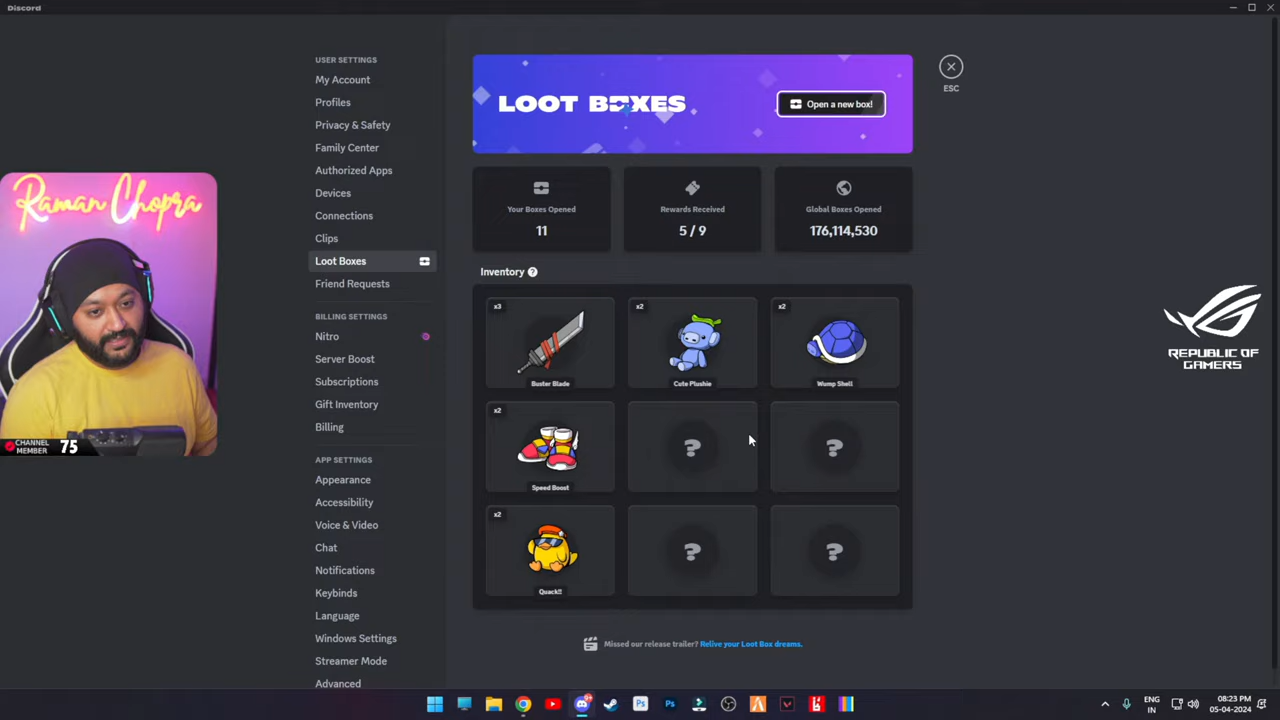 Discord
USER SETTINGS
My Account
Profiles
Privacy & Safety
Family Center
Authorized Apps
Devices
Connections
Clips
Loot Boxes
Friend Requests
BILLING SETTINGS
Nitro
Server Boost
Subscriptions
Gift Inventory
Billing
APP SETTINGS
Appearance
Accessibility
Voice & Video
Chat
Notifications
Keybinds
Language
Windows Settings
Streamer Mode
Advanced
LOOT BOXES
Open a new box!
ESC
Your Boxes Opened
11
Rewards Received
5 / 9
Global Boxes Opened
176,114,530
Inventory ?
x3
Buster Blade
x2
Cute Plushie
x2
Wump Shell
x2
Speed Boost
?
?
x2
Quack!!
?
?
Missed our release trailer? Relive your Loot Box dreams.
Raman Chopra
CHANNEL
MEMBER 75
REPUBLIC OF
GAMERS
Ps
Ps
9+
ENG
IN
08:23 PM
05-04-2024